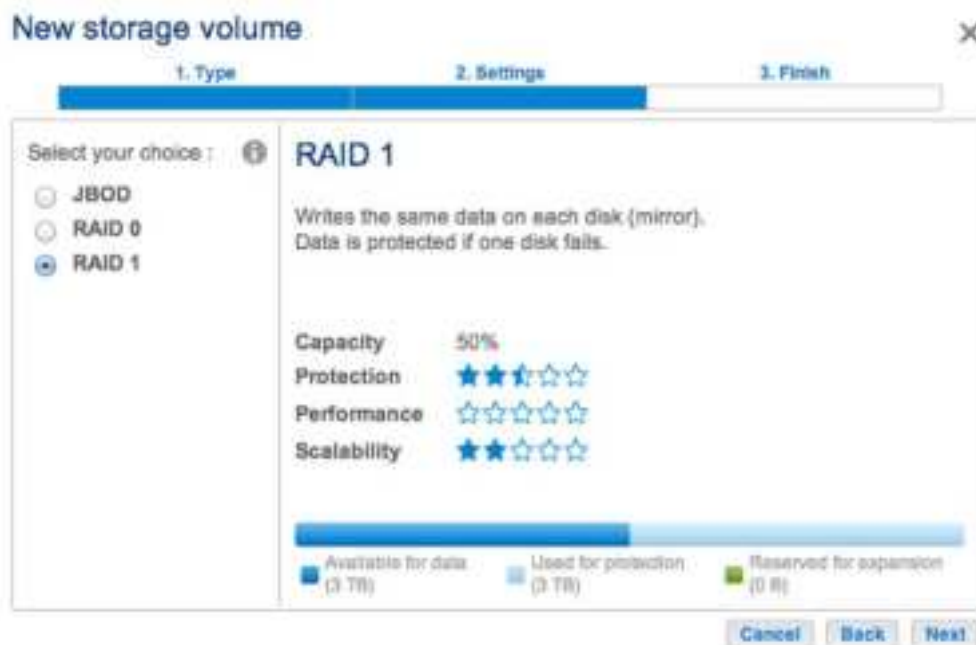 New storage volume
1. Type
2. Settings
3. Finish
Select your choice :
JBOD
RAID 0
RAID 1
RAID 1
Writes the same data on each disk (mirror).
Data is protected if one disk fails.
Capacity 50%
Protection
Performance
Scalability
Available for data
(3 TB)
Used for protection
(3 TB)
Reserved for expansion
(0 B)
Cancel
Back
Next